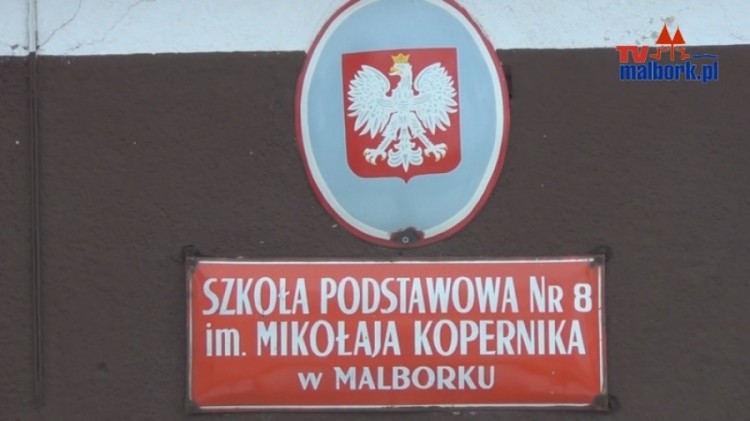 TV
malbork.pl
SZKOŁA PODSTAWOWA NR 8
im. MIKOŁAJA KOPERNIKA
W MALBORKU